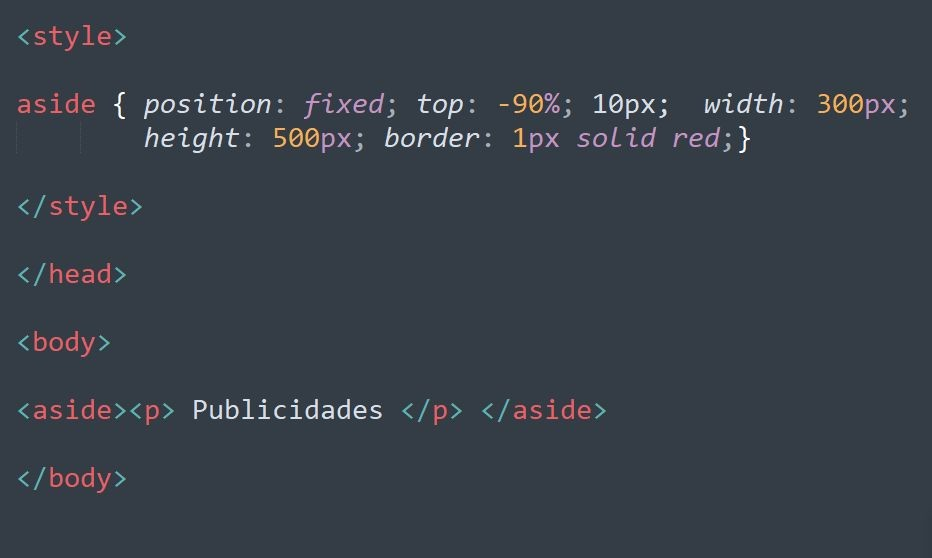 <style>
aside { position: fixed; top: -90%; 10px;  width: 300px;
height: 500px; border: 1px solid red;}
</style>
</head>
<body>
<aside><p> Publicidades </p> </aside>
</body>